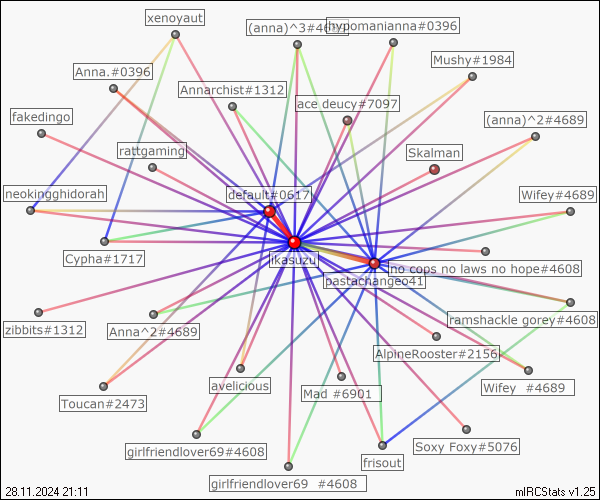 xenoyaut
(anna)^3#4689
hypomanianna#0396
Mushy#1984
Anna.#0396
Annarchist#1312
ace deucy#7097
fakedingo
(anna)^2#4689
rattgaming
Skalman
neokingghidorah
default#0617
Wifey#4689
Cypha#1717
ikasuzu
no cops no laws no hope#4608
pastachangeo41
zibbits#1312
Anna^2#4689
ramshackle gorey#4608
AlpineRooster#2156
avelicious
Mad #6901
Wifey #4689
Toucan#2473
girlfriendlover69#4608
Soxy Foxy#5076
frisout
girlfriendlover69 #4608
28.11.2024 21:11
mIRCStats v1.25